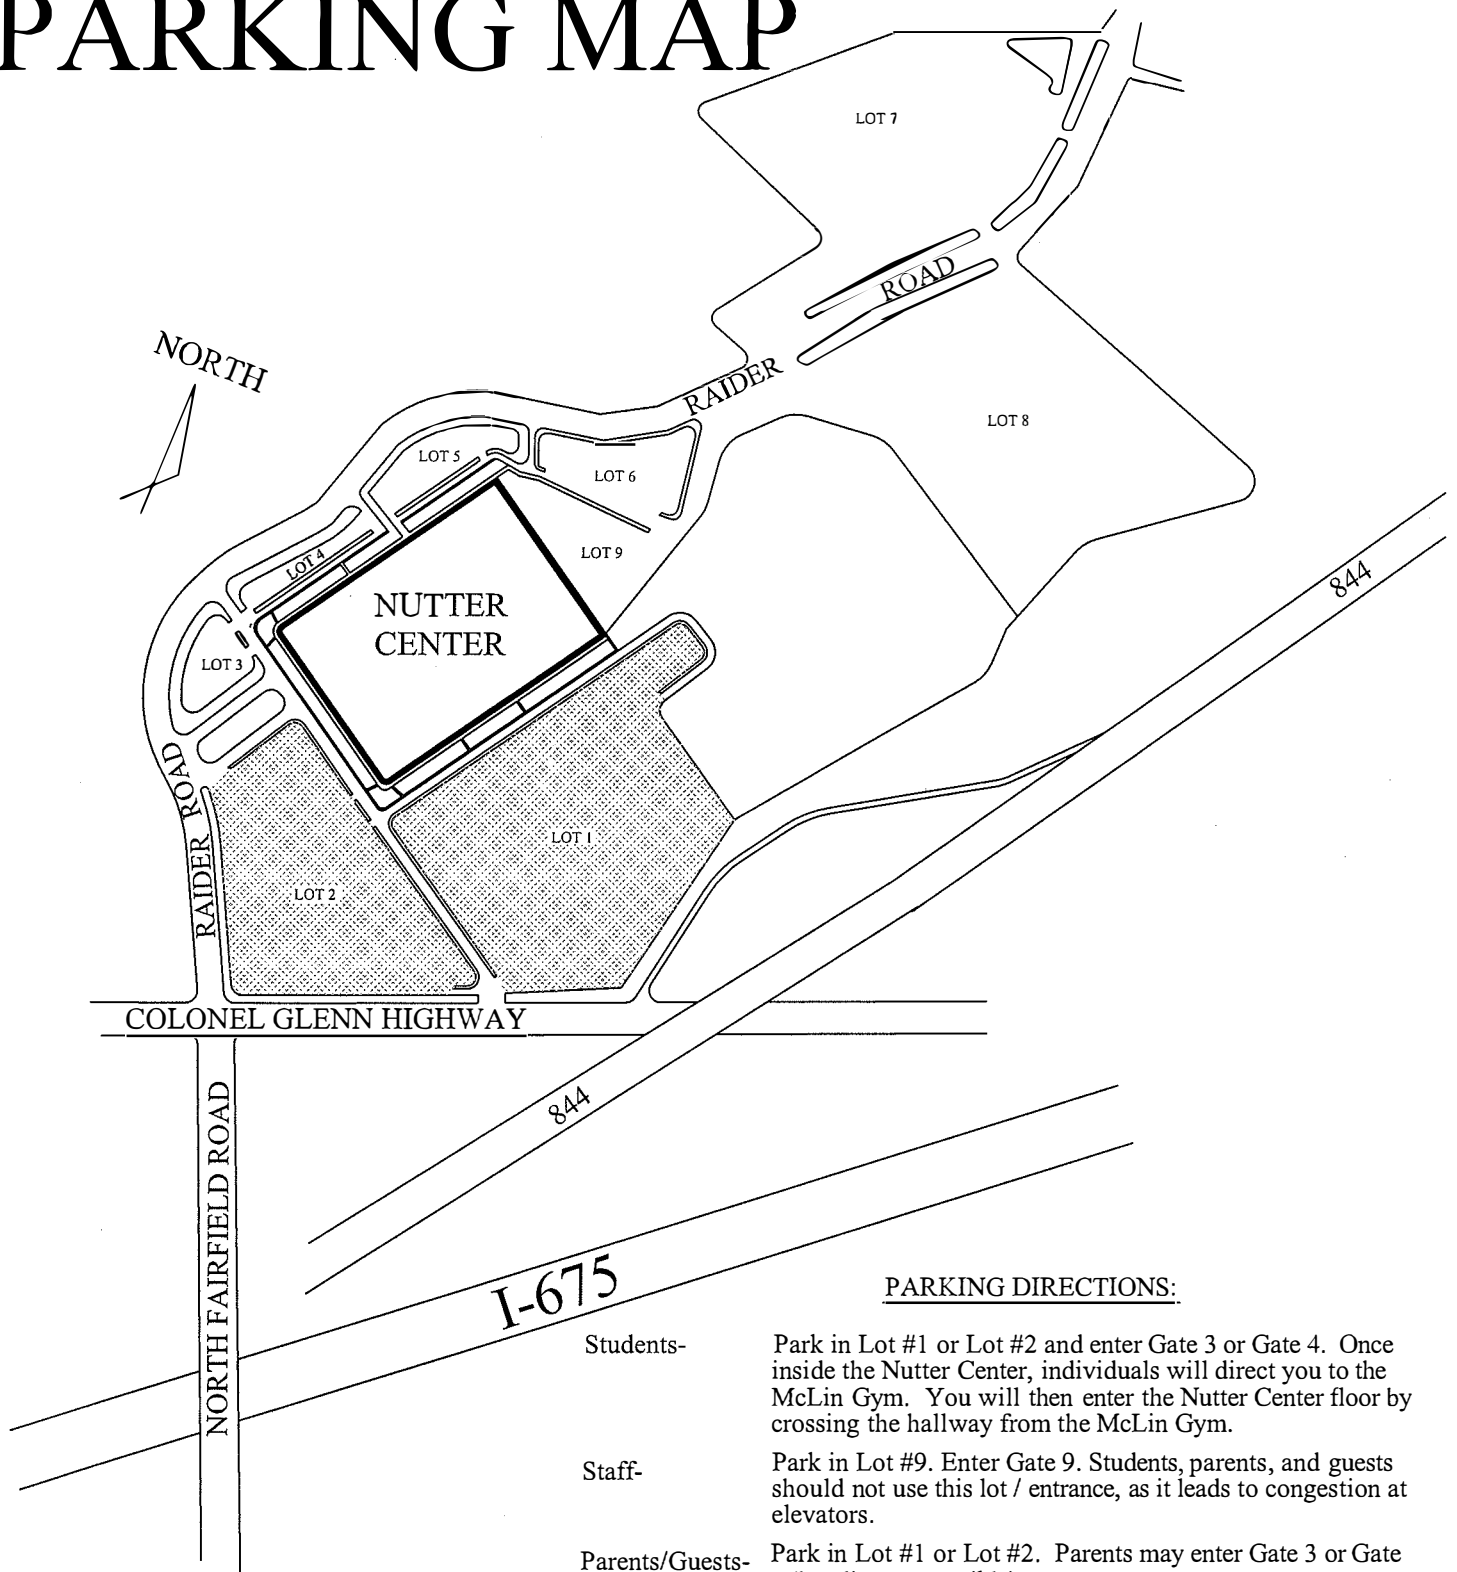 PARKING MAP
LOT 7
ROAD
NORTH
RAIDER
LOT 8
LOT 5
LOT 6
LOT 9
LOT 4
844
NUTTER
CENTER
LOT 3
RAIDER ROAD
LOT 1
LOT 2
COLONEL GLENN HIGHWAY
844
NORTH FAIRFIELD ROAD
I-675
PARKING DIRECTIONS:
Students- Park in Lot #1 or Lot #2 and enter Gate 3 or Gate 4. Once
inside the Nutter Center, individuals will direct you to the
McLin Gym. You will then enter the Nutter Center floor by
crossing the hallway from the McLin Gym.
Staff- Park in Lot #9. Enter Gate 9. Students, parents, and guests
should not use this lot / entrance, as it leads to congestion at
elevators.
Parents/Guests- Park in Lot #1 or Lot #2. Parents may enter Gate 3 or Gate